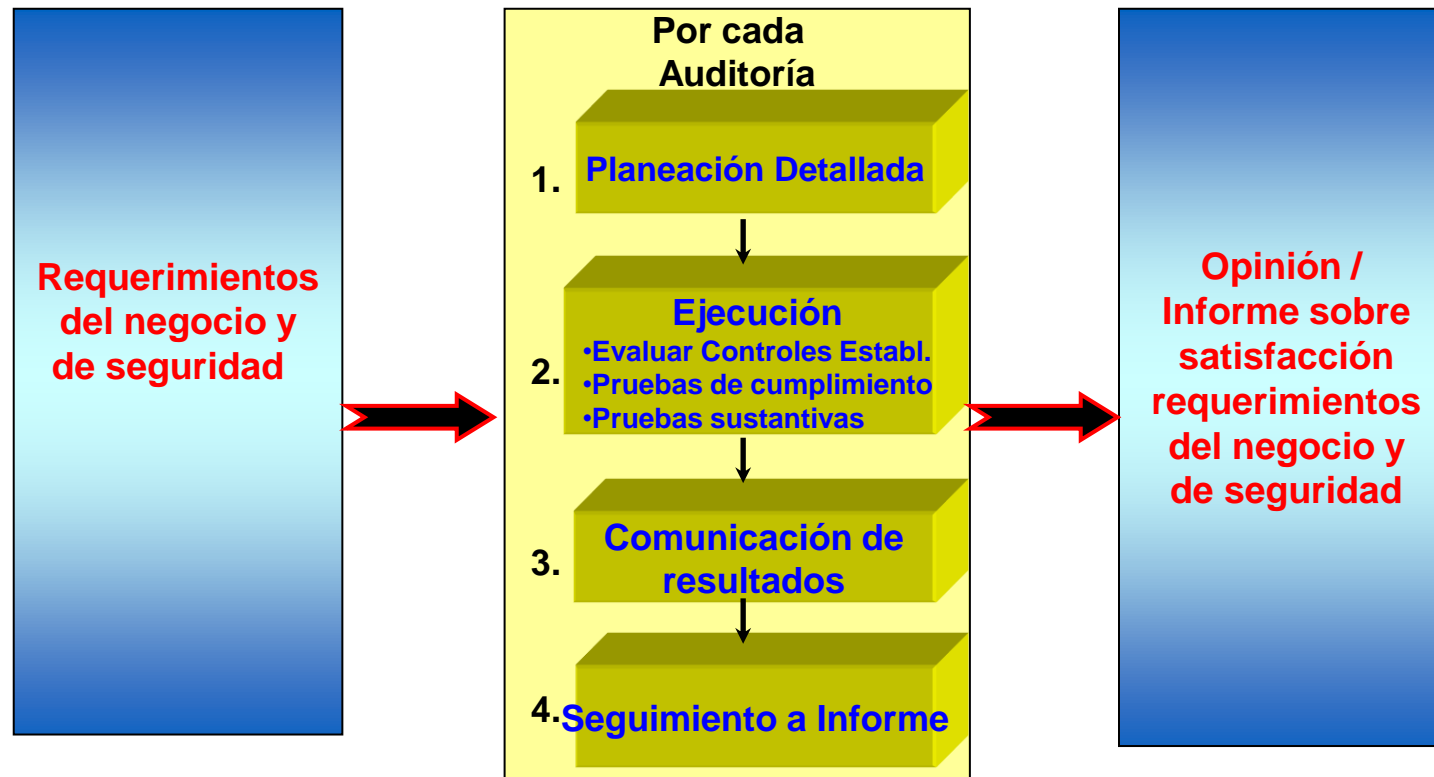 Requerimientos
del negocio y
de seguridad
Por cada
Auditoría
1.
Planeación Detallada
2.
Ejecución
•Evaluar Controles Establ.
•Pruebas de cumplimiento
•Pruebas sustantivas
3.
Comunicación de
resultados
4.
Seguimiento a Informe
Opinión /
Informe sobre
satisfacción
requerimientos
del negocio y
de seguridad